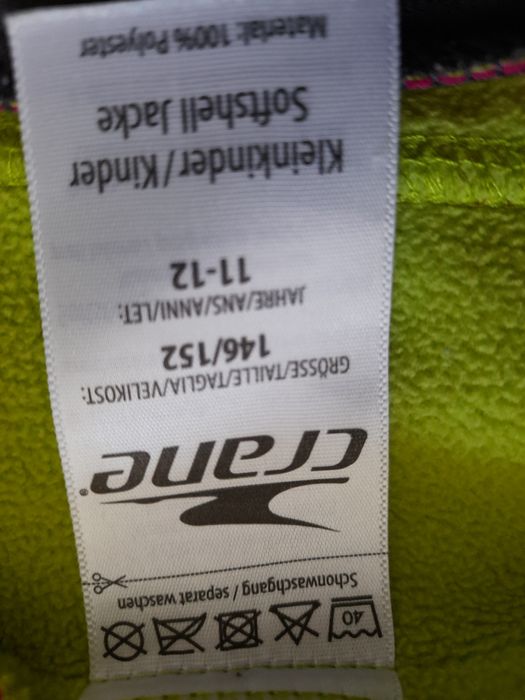 40
Schonwaschgang / separat waschen
crane®
GRÖSSE/TAILLE/TAGLIA/VELIKOST:
146/152
JAHRE/ANS/ANNI/LET:
11-12
Kleinkinder / Kinder
Softshell Jacke
Material: 100% Polyester